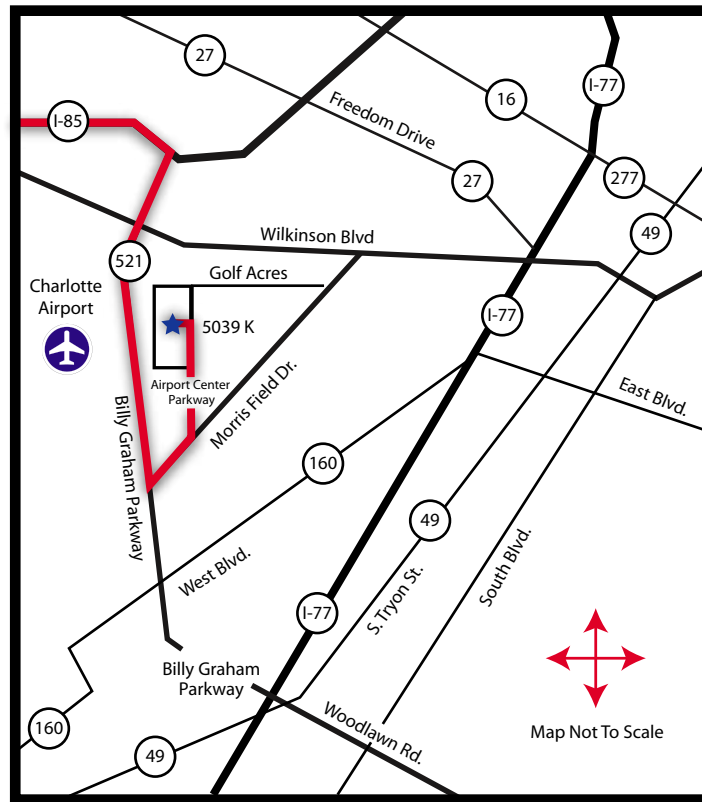 27
I-77
16
Freedom Drive
I-85
27
277
49
Wilkinson Blvd
521
Golf Acres
Charlotte
Airport
I-77
5039 K
Airport Center
Parkway
Morris Field Dr.
East Blvd.
Billy Graham Parkway
160
49
West Blvd.
South Blvd.
S. Tryon St.
I-77
Billy Graham
Parkway
160
Woodlawn Rd.
Map Not To Scale
49